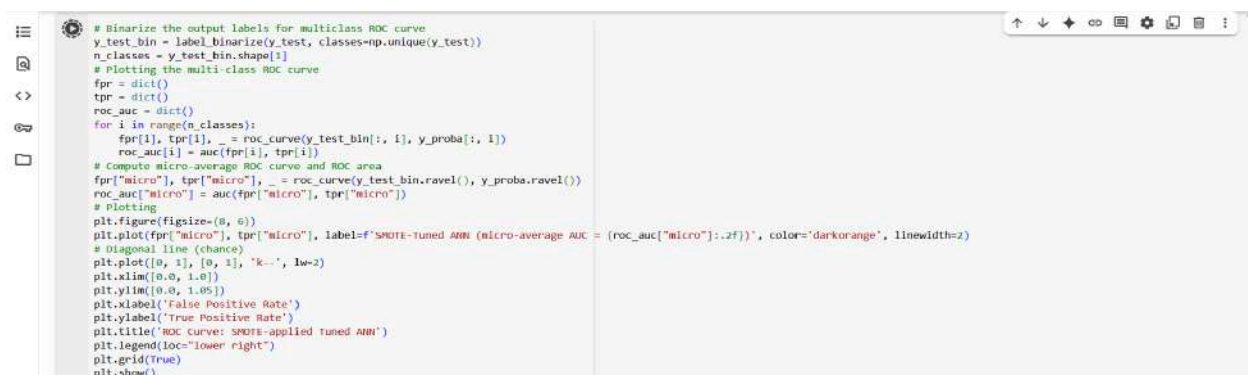 # Binarize the output labels for multiclass ROC curve
y_test_bin = label_binarize(y_test, classes=np.unique(y_test))
n_classes = y_test_bin.shape[1]
# Plotting the multi-class ROC curve
fpr = dict()
tpr = dict()
roc_auc = dict()
for i in range(n_classes):
    fpr[i], tpr[i], _ = roc_curve(y_test_bin[:, i], y_proba[:, i])
    roc_auc[i] = auc(fpr[i], tpr[i])
# Compute micro-average ROC curve and ROC area
fpr["micro"], tpr["micro"], _ = roc_curve(y_test_bin.ravel(), y_proba.ravel())
roc_auc["micro"] = auc(fpr["micro"], tpr["micro"])
# Plotting
plt.figure(figsize=(8, 6))
plt.plot(fpr["micro"], tpr["micro"], label=f'SMOTE-Tuned ANN (micro-average AUC = {roc_auc["micro"]:.2f})', color='darkorange', linewidth=2)
# Diagonal line (chance)
plt.plot([0, 1], [0, 1], 'k--', lw=2)
plt.xlim([0.0, 1.0])
plt.ylim([0.0, 1.05])
plt.xlabel('False Positive Rate')
plt.ylabel('True Positive Rate')
plt.title('ROC Curve: SMOTE-applied Tuned ANN')
plt.legend(loc="lower right")
plt.grid(True)
plt.show()